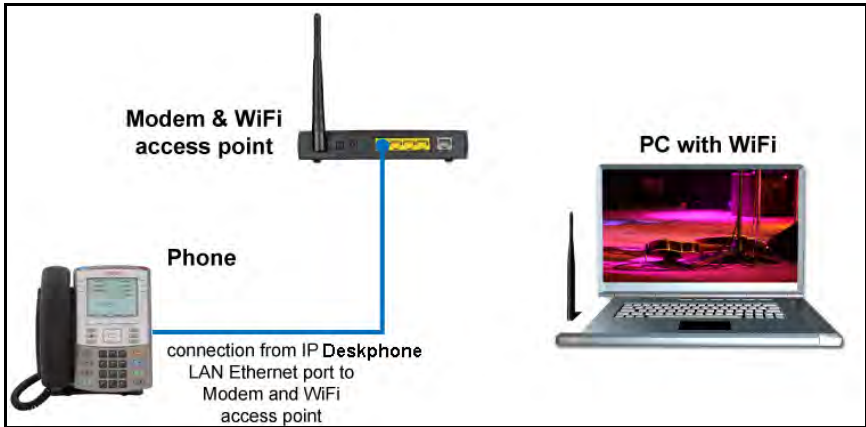 Modem & WiFi
access point
PC with WiFi
Phone
connection from IP Deskphone
LAN Ethernet port to
Modem and WiFi
access point